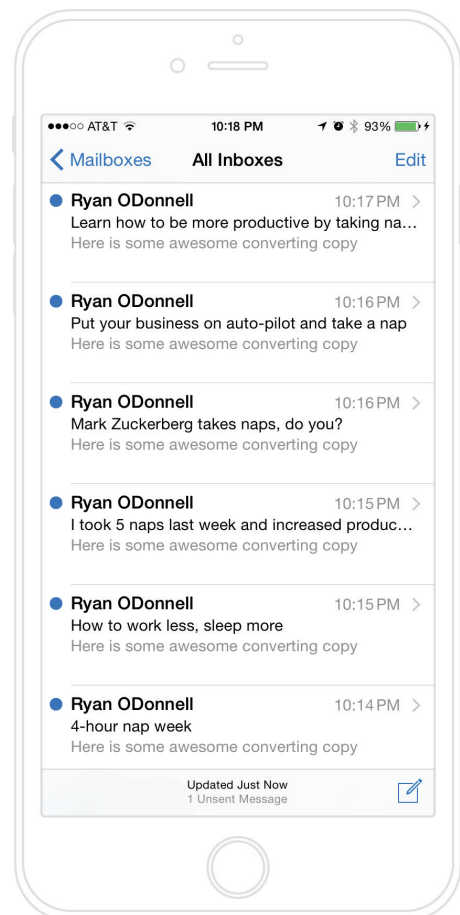 AT&T 10:18 PM 93%
Mailboxes All Inboxes Edit
Ryan ODonnell 10:17 PM
Learn how to be more productive by taking na...
Here is some awesome converting copy
Ryan ODonnell 10:16 PM
Put your business on auto-pilot and take a nap
Here is some awesome converting copy
Ryan ODonnell 10:16 PM
Mark Zuckerberg takes naps, do you?
Here is some awesome converting copy
Ryan ODonnell 10:15 PM
I took 5 naps last week and increased produc...
Here is some awesome converting copy
Ryan ODonnell 10:15 PM
How to work less, sleep more
Here is some awesome converting copy
Ryan ODonnell 10:14 PM
4-hour nap week
Here is some awesome converting copy
Updated Just Now
1 Unsent Message